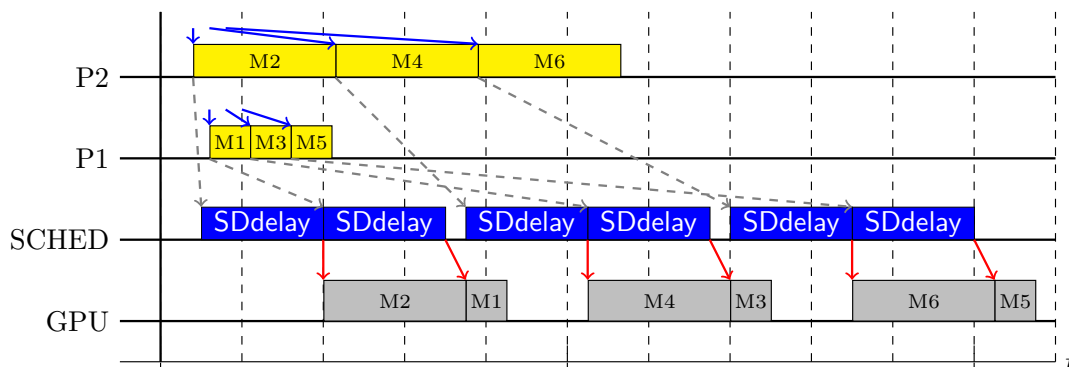 P2 M2 M4 M6
P1 M1 M3 M5
SCHED SDdelay SDdelay SDdelay SDdelay SDdelay SDdelay
GPU M2 M1 M4 M3 M6 M5